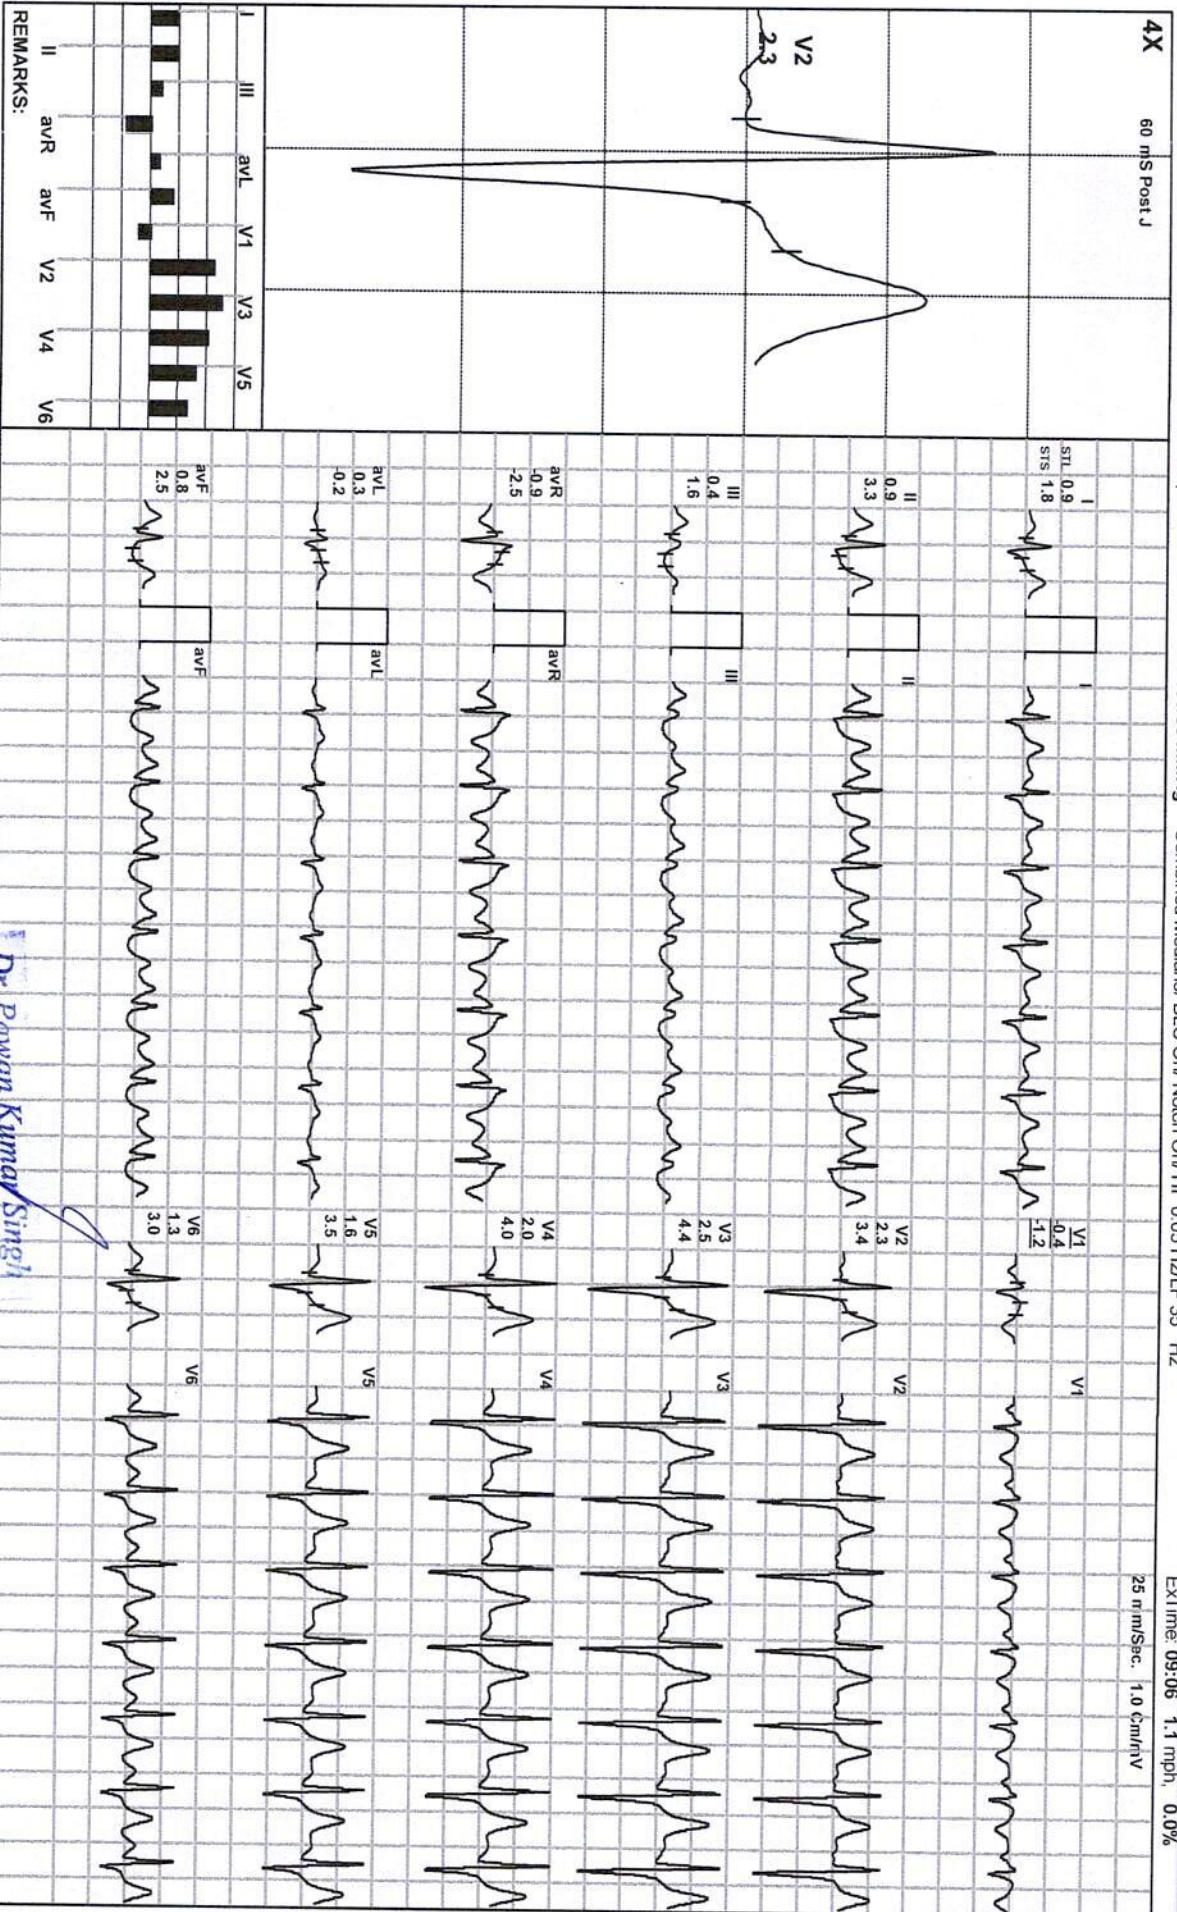 ExTime: 09:06 1.1 mph, 0.0%
25 mm/Sec. 1.0 Cm/mV
4X
60 mS Post J
V2
2.3
I
STL 0.9
STS 1.8
I
II
0.9
3.3
II
III
0.4
1.6
III
avR
-0.9
-2.5
avR
avL
0.3
-0.2
avL
avF
0.8
2.5
avF
V1
-0.4
-1.2
V1
V2
2.3
3.4
V2
V3
2.5
4.4
V3
V4
2.0
4.0
V4
V5
1.6
3.5
V5
V6
1.3
3.0
V6
I III avL V1 V3 V5
II avR avF V2 V4 V6
REMARKS:
Dr. Pawan Kumar Singh